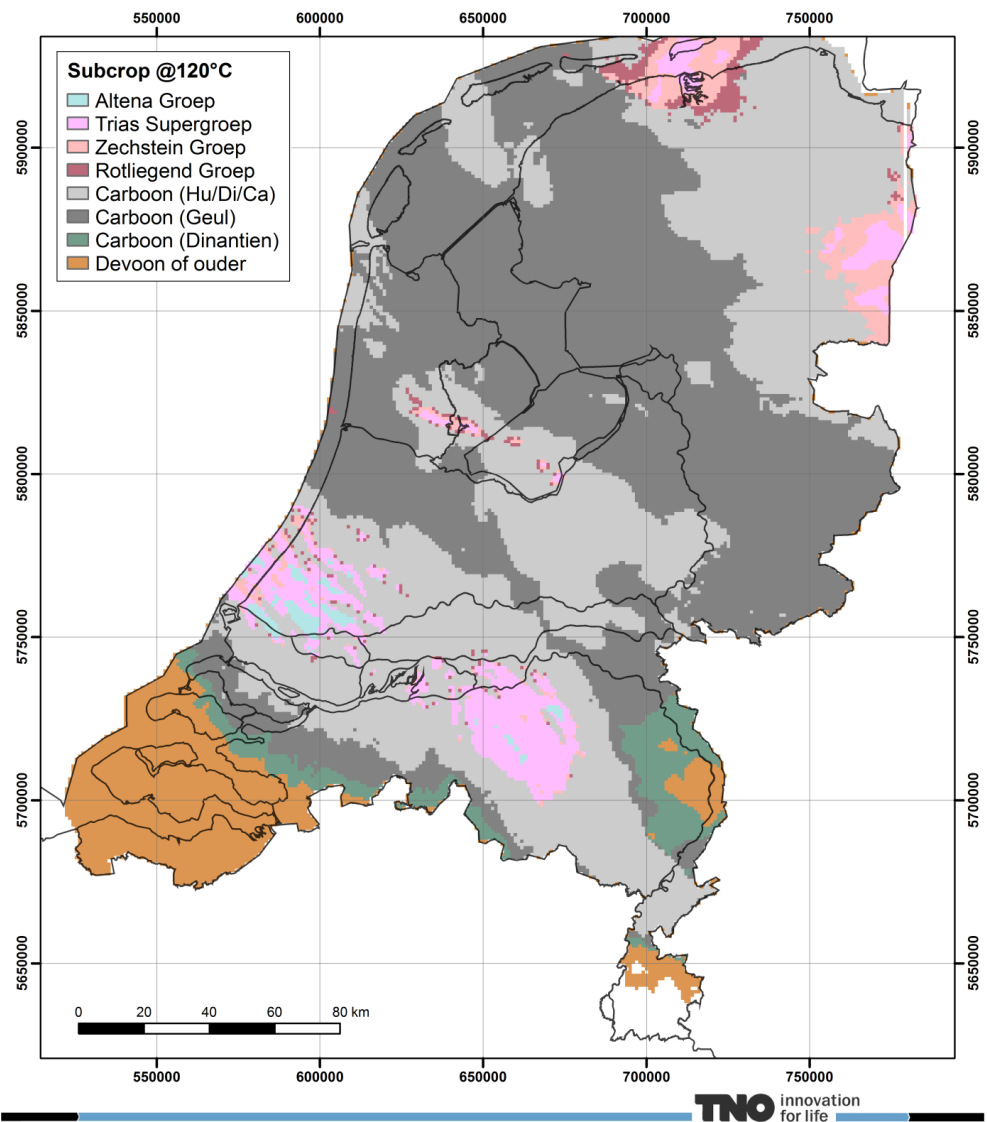 550000 600000 650000 700000 750000
Subcrop @120°C
Altena Groep
Trias Supergroep
Zechstein Groep
Rotliegend Groep
Carboon (Hu/Di/Ca)
Carboon (Geul)
Carboon (Dinantien)
Devoon of ouder
5900000 5900000
5850000 5850000
5800000 5800000
5750000 5750000
5700000 5700000
5650000 5650000
0 20 40 60 80 km
550000 600000 650000 700000 750000
TNO innovation
for life